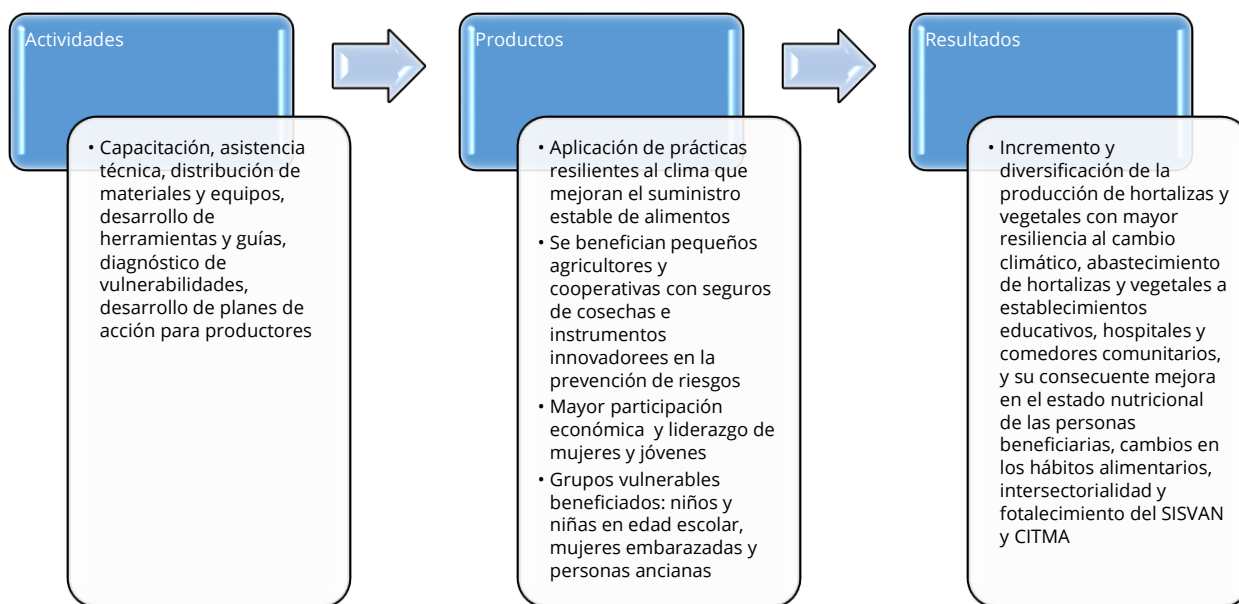 Actividades
• Capacitación, asistencia
técnica, distribución de
materiales y equipos,
desarrollo de
herramientas y guías,
diagnóstico de
vulnerabilidades,
desarrollo de planes de
acción para productores
Productos
• Aplicación de prácticas
resilientes al clima que
mejoran el suministro
estable de alimentos
• Se benefician pequeños
agricultores y
cooperativas con seguros
de cosechas e
instrumentos
innovadorees en la
prevención de riesgos
• Mayor participación
económica y liderazgo de
mujeres y jóvenes
• Grupos vulnerables
beneficiados: niños y
niñas en edad escolar,
mujeres embarazadas y
personas ancianas
Resultados
• Incremento y
diversificación de la
producción de hortalizas y
vegetales con mayor
resiliencia al cambio
climático, abastecimiento
de hortalizas y vegetales a
establecimientos
educativos, hospitales y
comedores comunitarios,
y su consecuente mejora
en el estado nutricional
de las personas
beneficiarias, cambios en
los hábitos alimentarios,
intersectorialidad y
fotalecimiento del SISVAN
y CITMA